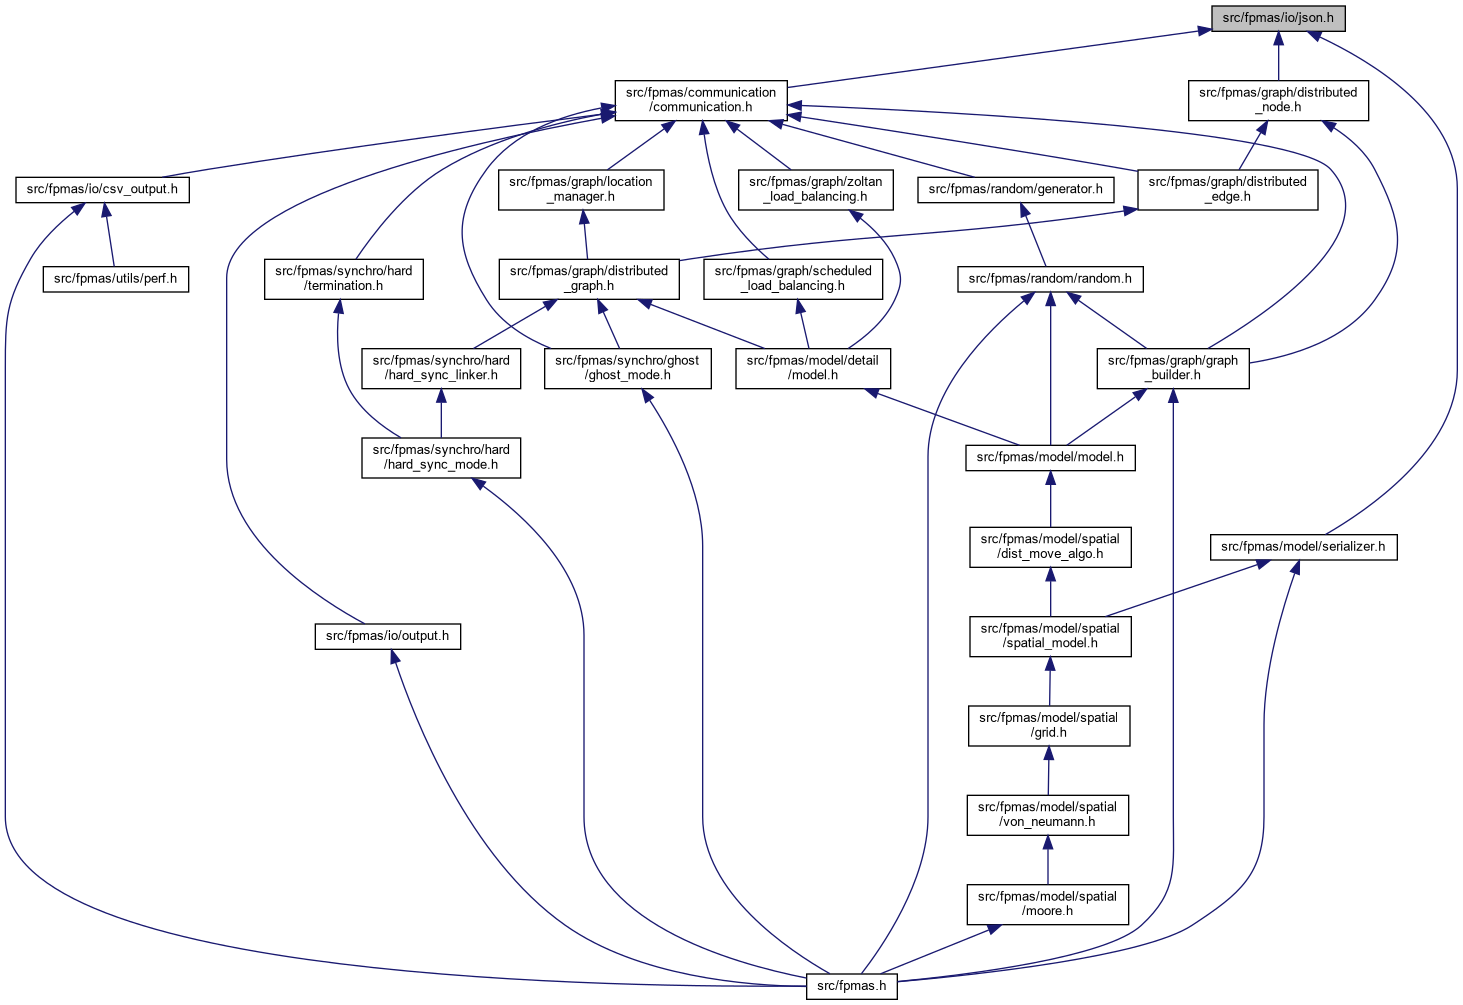 src/fpmas/io/json.h
src/fpmas/communication
/communication.h
src/fpmas/graph/distributed
_node.h
src/fpmas/io/csv_output.h
src/fpmas/graph/location
_manager.h
src/fpmas/graph/zoltan
_load_balancing.h
src/fpmas/random/generator.h
src/fpmas/graph/distributed
_edge.h
src/fpmas/utils/perf.h
src/fpmas/synchro/hard
/termination.h
src/fpmas/graph/distributed
_graph.h
src/fpmas/graph/scheduled
_load_balancing.h
src/fpmas/random/random.h
src/fpmas/synchro/hard
/hard_sync_linker.h
src/fpmas/synchro/ghost
/ghost_mode.h
src/fpmas/model/detail
/model.h
src/fpmas/graph/graph
_builder.h
src/fpmas/synchro/hard
/hard_sync_mode.h
src/fpmas/model/model.h
src/fpmas/model/spatial
/dist_move_algo.h
src/fpmas/model/serializer.h
src/fpmas/io/output.h
src/fpmas/model/spatial
/spatial_model.h
src/fpmas/model/spatial
/grid.h
src/fpmas/model/spatial
/von_neumann.h
src/fpmas/model/spatial
/moore.h
src/fpmas.h